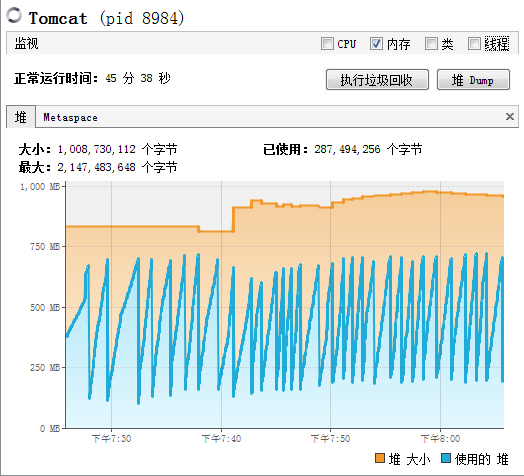 Tomcat (pid 8984)
监视 CPU 内存 类 线程
正常运行时间: 45 分 38 秒 执行垃圾回收 堆 Dump
堆 Metaspace
大小: 1,008,730,112 个字节 已使用: 287,494,256 个字节
最大: 2,147,483,648 个字节
1,000 MB
750 MB
500 MB
250 MB
0 MB
下午7:30 下午7:40 下午7:50 下午8:00
堆 大小 使用的 堆